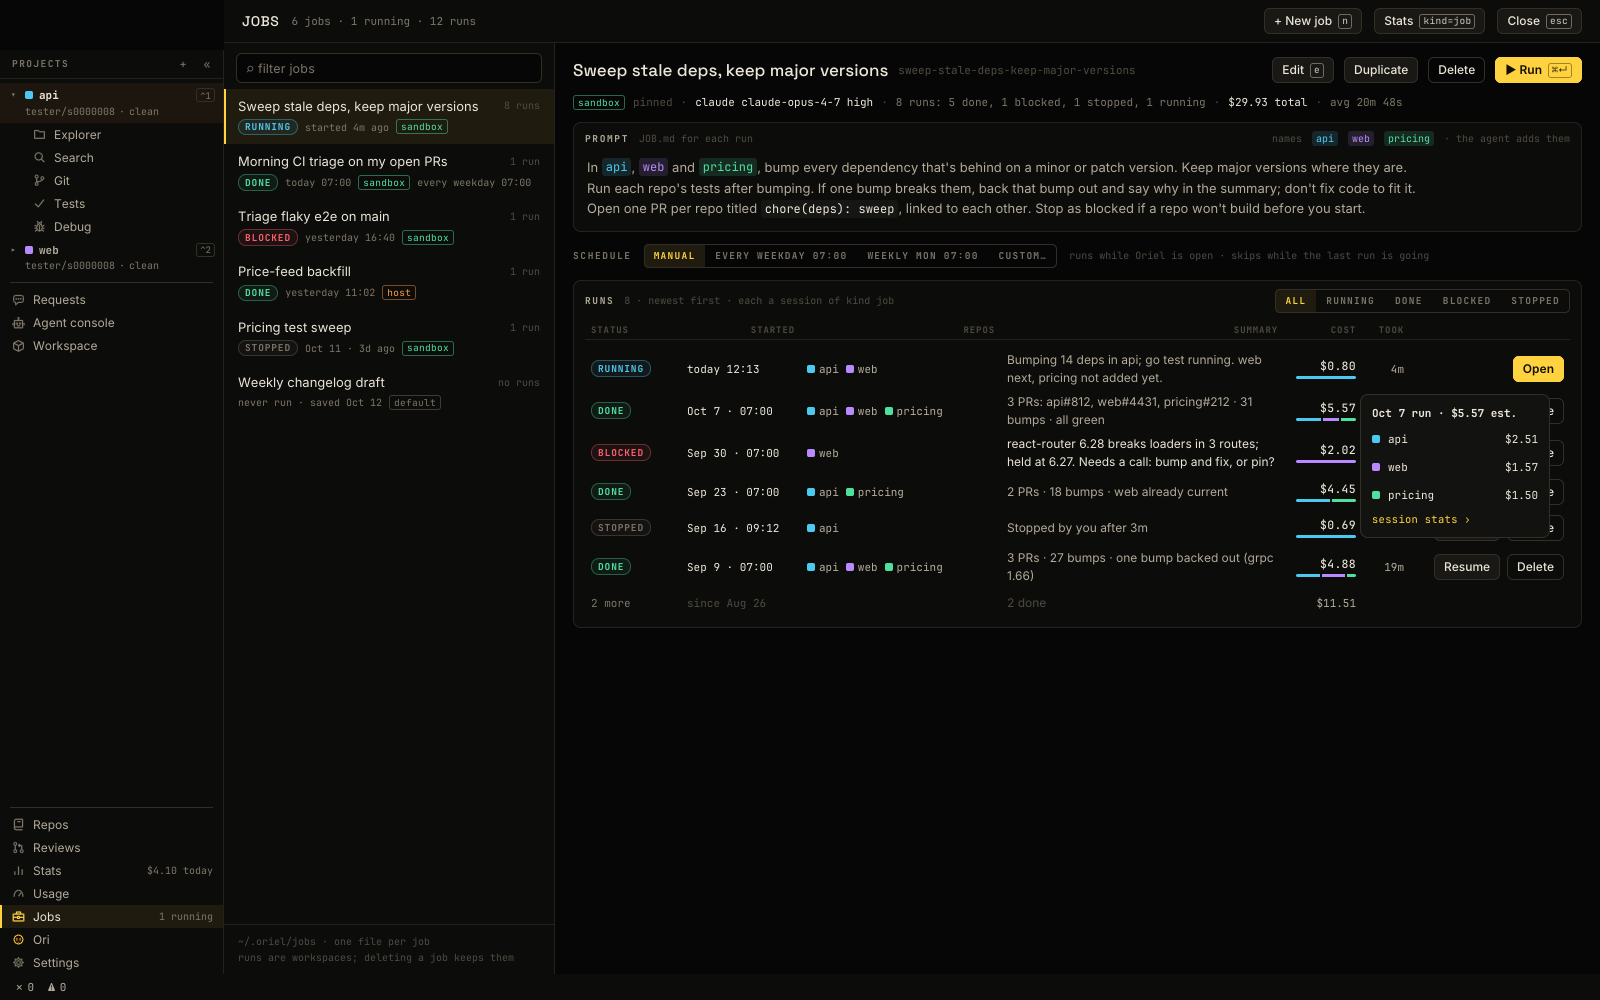 JOBS 6 jobs · 1 running · 12 runs
+ New job n Stats kind=job Close esc
PROJECTS + «
api ^1
tester/s0000008 · clean
Explorer
Search
Git
Tests
Debug
web ^2
tester/s0000008 · clean
Requests
Agent console
Workspace
Repos
Reviews
Stats $4.10 today
Usage
Jobs 1 running
Ori
Settings
× 0 0
filter jobs
Sweep stale deps, keep major versions 8 runs
RUNNING started 4m ago sandbox
Morning CI triage on my open PRs 1 run
DONE today 07:00 sandbox every weekday 07:00
Triage flaky e2e on main 1 run
BLOCKED yesterday 16:40 sandbox
Price-feed backfill 1 run
DONE yesterday 11:02 host
Pricing test sweep 1 run
STOPPED Oct 11 · 3d ago sandbox
Weekly changelog draft no runs
never run · saved Oct 12 default
~/.oriel/jobs · one file per job
runs are workspaces; deleting a job keeps them
Sweep stale deps, keep major versions sweep-stale-deps-keep-major-versions
Edit e Duplicate Delete ▶ Run ⌘↵
sandbox pinned · claude claude-opus-4-7 high · 8 runs: 5 done, 1 blocked, 1 stopped, 1 running · $29.93 total · avg 20m 48s
PROMPT JOB.md for each run names api web pricing · the agent adds them
In api, web and pricing, bump every dependency that's behind on a minor or patch version. Keep major versions where they are.
Run each repo's tests after bumping. If one bump breaks them, back that bump out and say why in the summary; don't fix code to fit it.
Open one PR per repo titled chore(deps): sweep, linked to each other. Stop as blocked if a repo won't build before you start.
SCHEDULE MANUAL EVERY WEEKDAY 07:00 WEEKLY MON 07:00 CUSTOM… runs while Oriel is open · skips while the last run is going
RUNS 8 · newest first · each a session of kind job ALL RUNNING DONE BLOCKED STOPPED
STATUS STARTED REPOS SUMMARY COST TOOK
RUNNING today 12:13 api web Bumping 14 deps in api; go test running. web $0.80 4m Open
next, pricing not added yet.
DONE Oct 7 · 07:00 api web pricing 3 PRs: api#812, web#4431, pricing#212 · 31 $5.57 e
bumps · all green
BLOCKED Sep 30 · 07:00 web react-router 6.28 breaks loaders in 3 routes; $2.02 e
held at 6.27. Needs a call: bump and fix, or pin?
DONE Sep 23 · 07:00 api pricing 2 PRs · 18 bumps · web already current $4.45 e
STOPPED Sep 16 · 09:12 api Stopped by you after 3m $0.69 e
DONE Sep 9 · 07:00 api web pricing 3 PRs · 27 bumps · one bump backed out (grpc $4.88 19m Resume Delete
1.66)
2 more since Aug 26 2 done $11.51
Oct 7 run · $5.57 est.
api $2.51
web $1.57
pricing $1.50
session stats ›